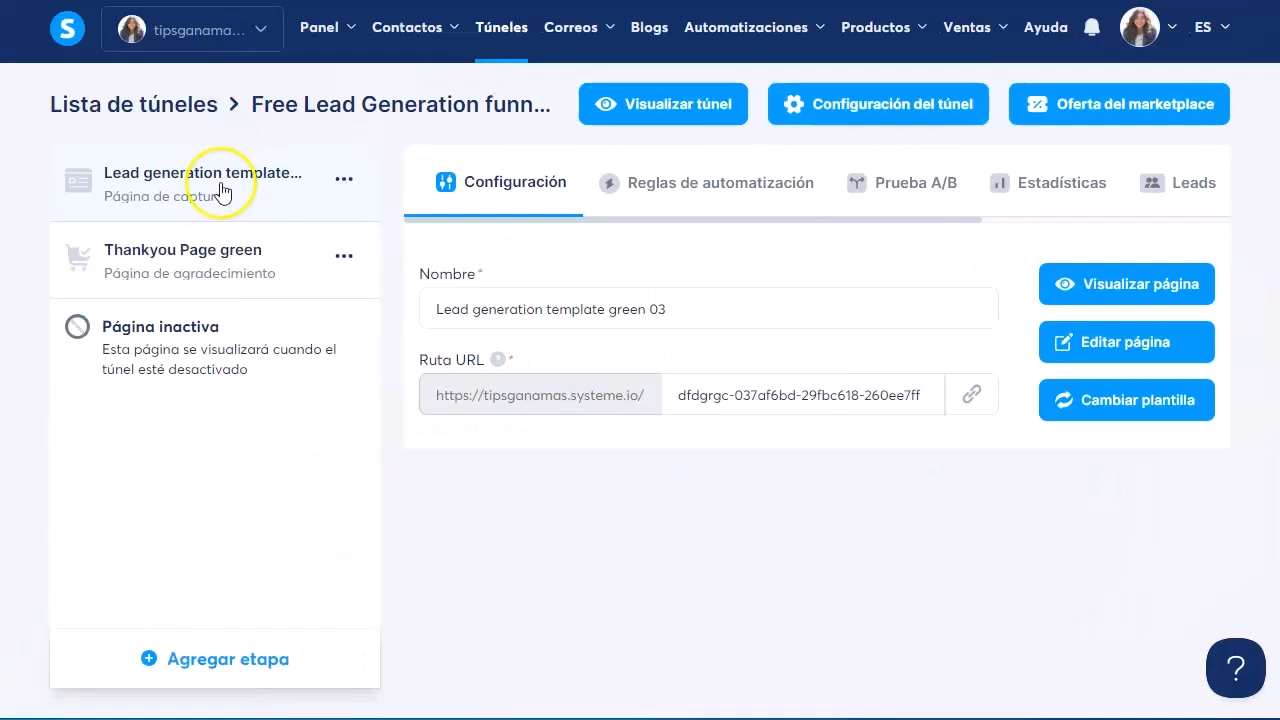 S
tipsganama...
Panel
Contactos
Túneles
Correos
Blogs
Automatizaciones
Productos
Ventas
Ayuda
ES
Lista de túneles > Free Lead Generation funn...
Visualizar túnel
Configuración del túnel
Oferta del marketplace
Lead generation template...
Página de captur
Thankyou Page green
Página de agradecimiento
Página inactiva
Esta página se visualizará cuando el
túnel esté desactivado
Agregar etapa
Configuración
Reglas de automatización
Prueba A/B
Estadísticas
Leads
Nombre*
Lead generation template green 03
Ruta URL ? *
https://tipsganamas.systeme.io/
dfdgrgc-037af6bd-29fbc618-260ee7ff
Visualizar página
Editar página
Cambiar plantilla
?